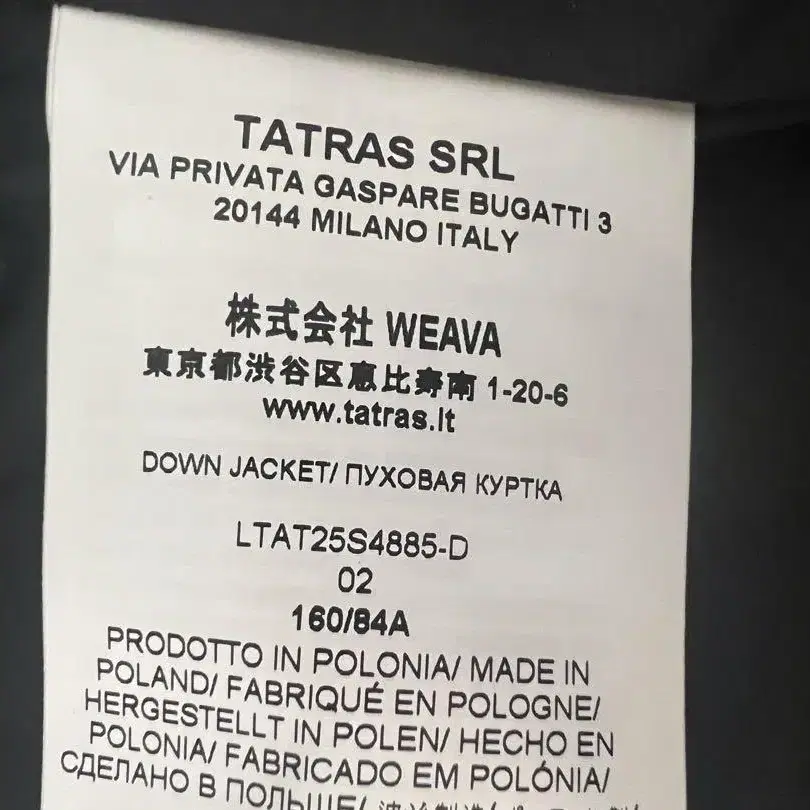 TATRAS SRL
VIA PRIVATA GASPARE BUGATTI 3
20144 MILANO ITALY
株式会社 WEAVA
東京都渋谷区恵比寿南 1-20-6
www.tatras.it
DOWN JACKET/ ПУХОВАЯ КУРТКА
LTAT25S4885-D
02
160/84A
PRODOTTO IN POLONIA/ MADE IN
POLAND/ FABRIQUÉ EN POLOGNE/
HERGESTELLT IN POLEN/ HECHO EN
POLONIA/ FABRICADO EM POLÓNIA/
СДЕЛАНО В ПОЛЬШЕ/